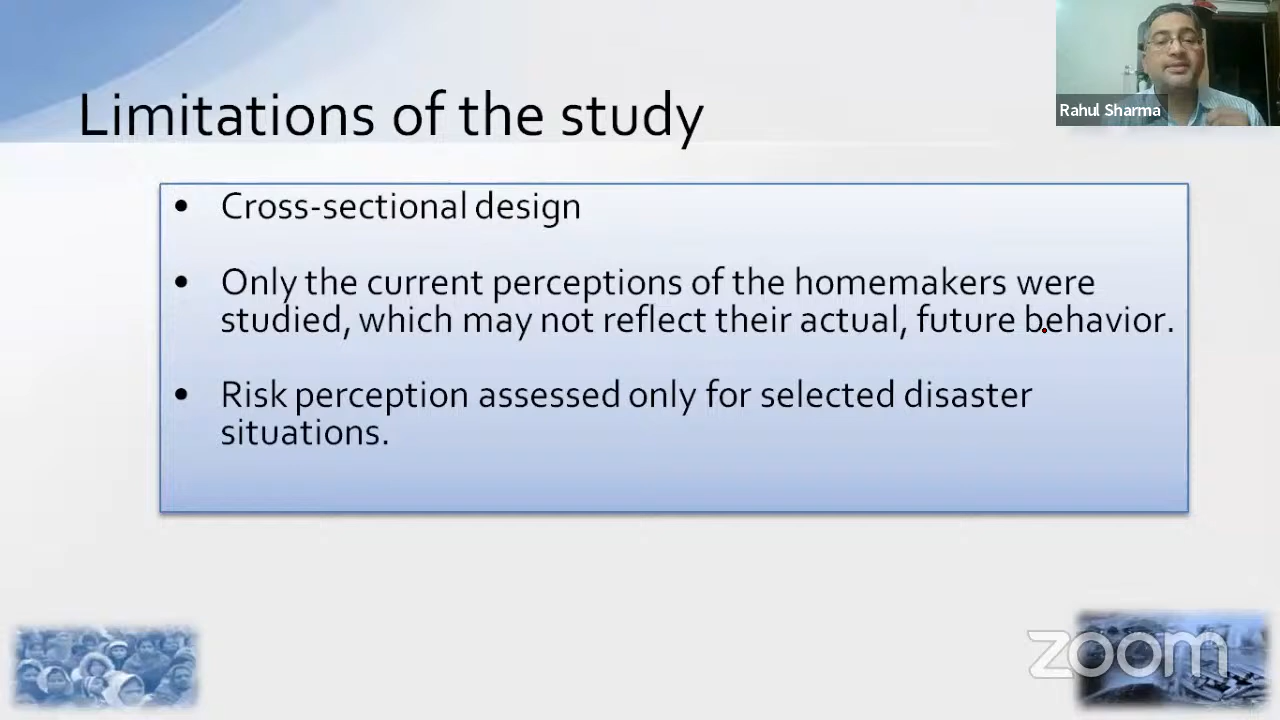 Rahul Sharma
Limitations of the study
• Cross-sectional design
• Only the current perceptions of the homemakers were
studied, which may not reflect their actual, future behavior.
• Risk perception assessed only for selected disaster
situations.
zoom